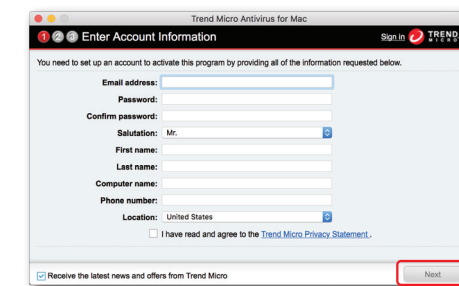 Trend Micro Antivirus for Mac
1 2 3 Enter Account Information
Sign in
TREND
MICRO
You need to set up an account to activate this program by providing all of the information requested below.
Email address:
Password:
Confirm password:
Salutation: Mr.
First name:
Last name:
Computer name:
Phone number:
Location: United States
I have read and agree to the Trend Micro Privacy Statement .
Receive the latest news and offers from Trend Micro
Next